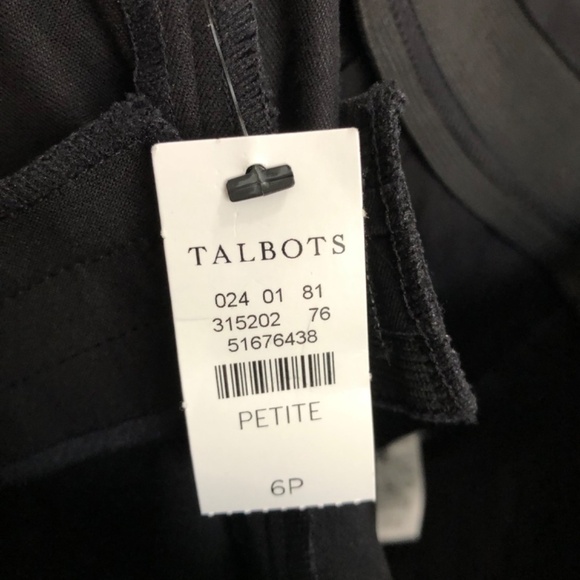 TALBOTS
024 01 81
315202 76
51676438
PETITE
6P